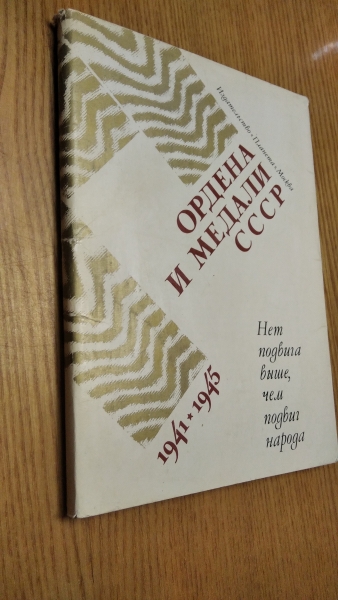 Издательство «Планета» Москва
ОРДЕНА
И МЕДАЛИ
СССР
1941★1945
Нет
подвига
выше,
чем
подвиг
народа